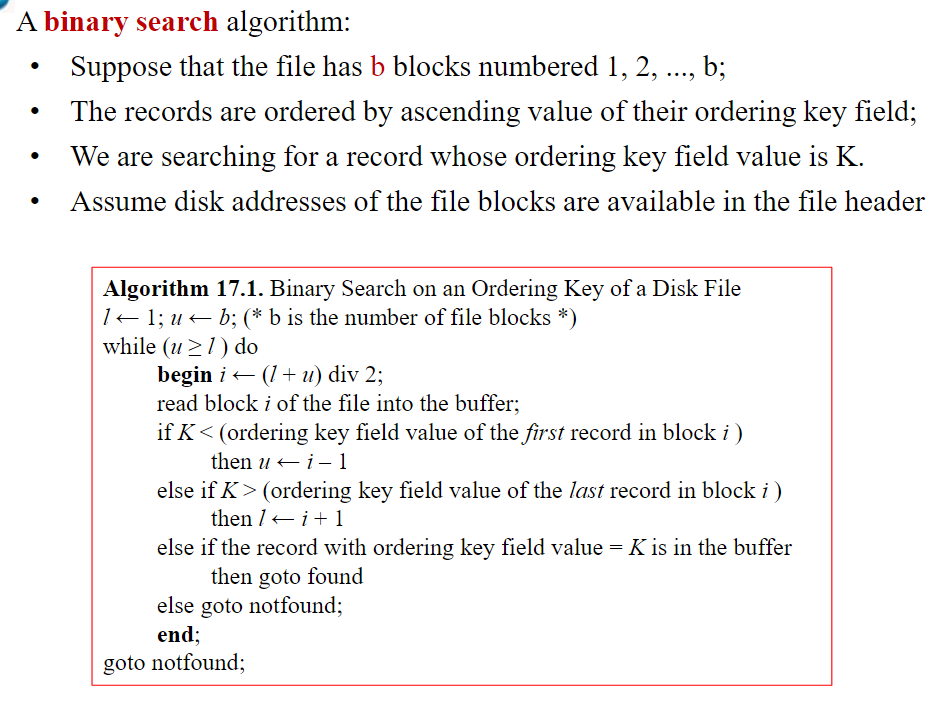 A binary search algorithm:
• Suppose that the file has b blocks numbered 1, 2, ..., b;
• The records are ordered by ascending value of their ordering key field;
• We are searching for a record whose ordering key field value is K.
• Assume disk addresses of the file blocks are available in the file header
Algorithm 17.1. Binary Search on an Ordering Key of a Disk File
l ← 1; u ← b; (* b is the number of file blocks *)
while (u ≥ l ) do
begin i ← (l + u) div 2;
read block i of the file into the buffer;
if K < (ordering key field value of the first record in block i )
then u ← i – 1
else if K > (ordering key field value of the last record in block i )
then l ← i + 1
else if the record with ordering key field value = K is in the buffer
then goto found
else goto notfound;
end;
goto notfound;